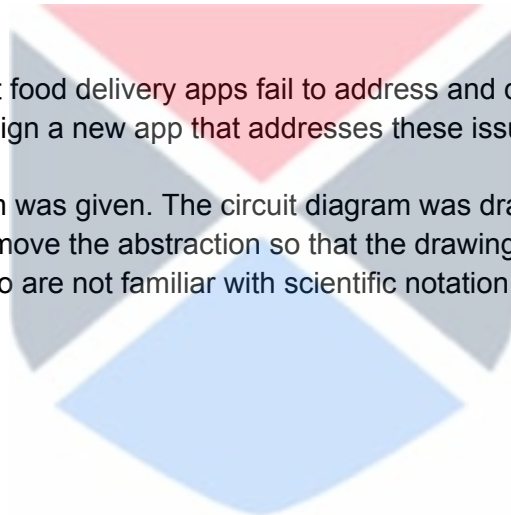 food delivery apps fail to address and
ign a new app that addresses these issu
was given. The circuit diagram was dra
move the abstraction so that the drawing
are not familiar with scientific notation